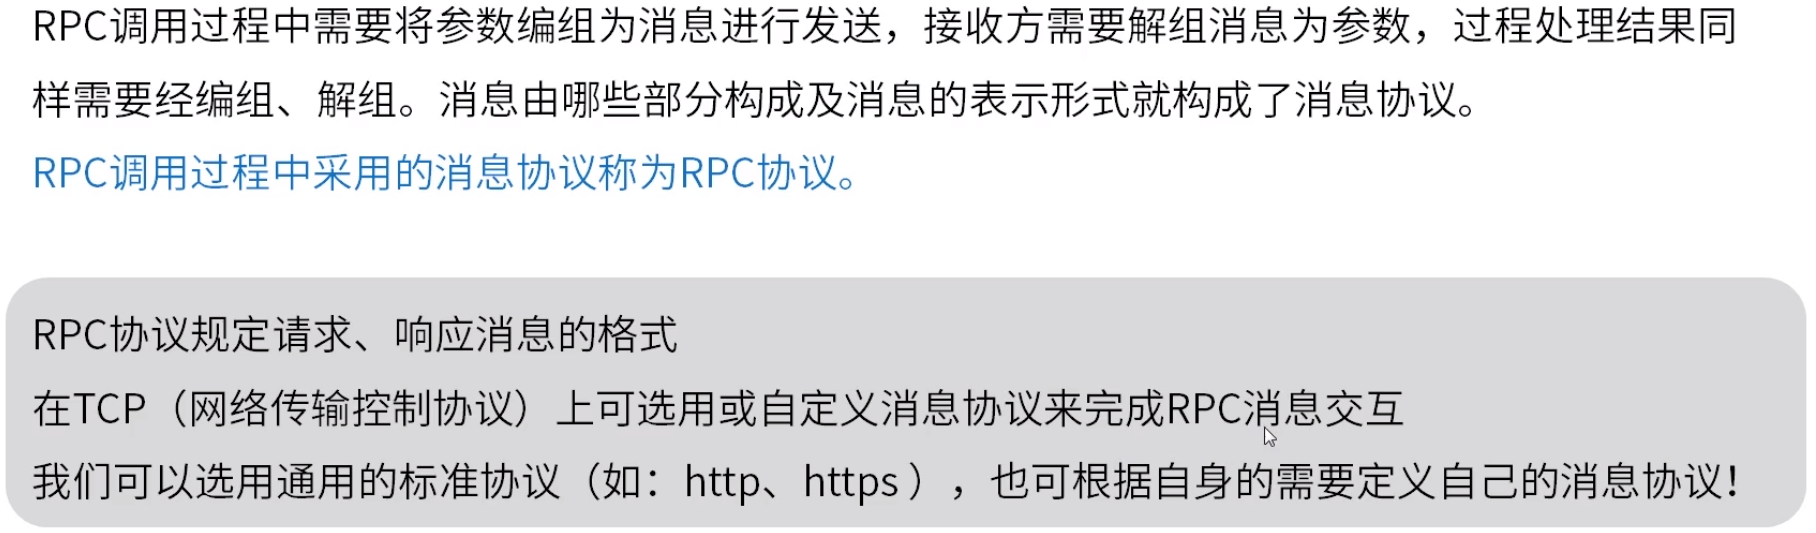 RPC调用过程中需要将参数编组为消息进行发送，接收方需要解组消息为参数，过程处理结果同
样需要经编组、解组。消息由哪些部分构成及消息的表示形式就构成了消息协议。
RPC调用过程中采用的消息协议称为RPC协议。
RPC协议规定请求、响应消息的格式
在TCP（网络传输控制协议）上可选用或自定义消息协议来完成RPC消息交互
我们可以选用通用的标准协议（如：http、https ），也可根据自身的需要定义自己的消息协议！